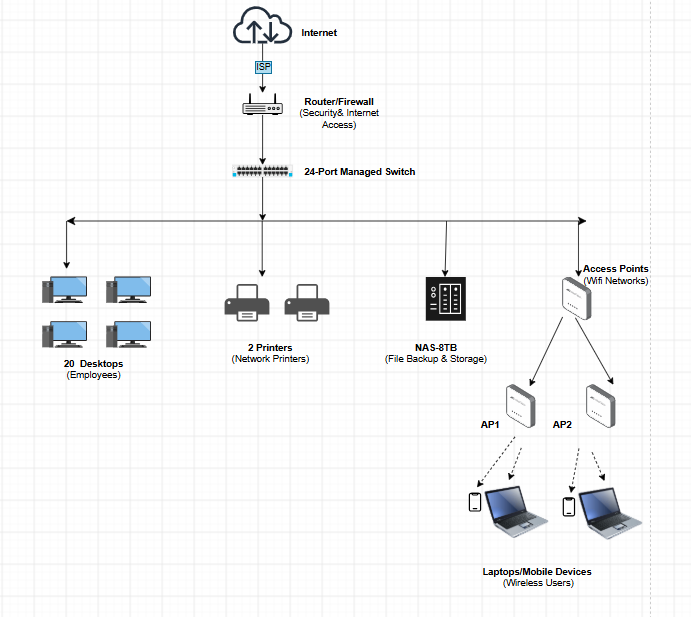 Internet
ISP
Router/Firewall
(Security& Internet
Access)
24-Port Managed Switch
Access Points
(Wifi Networks)
20 Desktops
(Employees)
2 Printers
(Network Printers)
NAS-8TB
(File Backup & Storage)
AP1
AP2
Laptops/Mobile Devices
(Wireless Users)